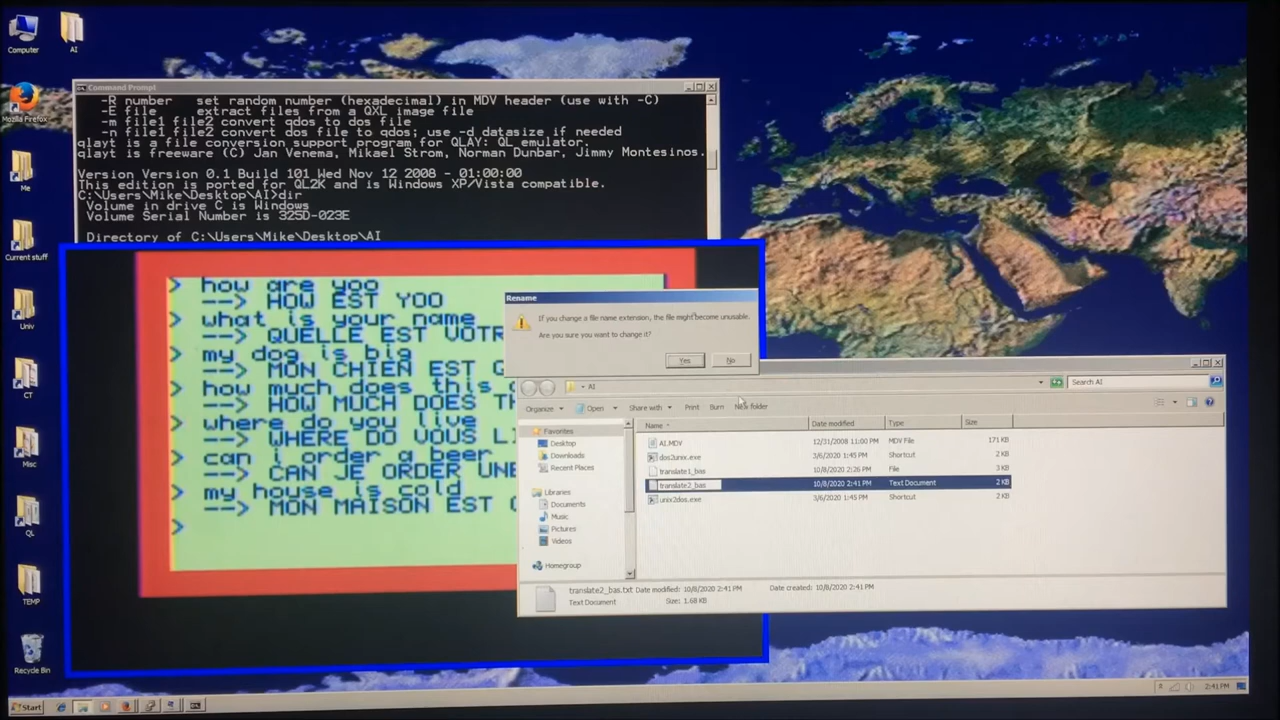 Computer
AI
Mozilla Firefox
Me
Current stuff
Univ
CT
Misc
QL
TEMP
Recycle Bin
Command Prompt
-R number set random number (hexadecimal) in MDV header (use with -C)
-E file extract files from a QXL image file
-m file1 file2 convert qdos to dos file
-n file1 file2 convert dos file to qdos; use -d datasize if needed
qlayt is a file conversion support program for QLAY: QL emulator.
qlayt is freeware (C) Jan Venema, Mikael Strom, Norman Dunbar, Jimmy Montesinos.
Version Version 0.1 Build 101 Wed Nov 12 2008 - 01:00:00
This edition is ported for QL2K and is Windows XP/Vista compatible.
C:\Users\Mike\Desktop\AI>dir
Volume in drive C is Windows
Volume Serial Number is 325D-023E
Directory of C:\Users\Mike\Desktop\AI
> how are yoo
--> HOW EST YOO
> what is your name
--> QUELLE EST VOTR
> my dog is big
--> MON CHIEN EST
> how much does this
--> HOW MUCH DOES TH
> where do you live
--> WHERE DO VOUS LI
> can i order a beer
--> CAN JE ORDER UNE
> my house is cold
--> MON MAISON EST
>
Rename
If you change a file name extension, the file might become unusable.
Are you sure you want to change it?
Yes No
AI Search AI
Organize Open Share with Print Burn New folder
Favorites
Desktop
Downloads
Recent Places
Libraries
Documents
Music
Pictures
Videos
Homegroup
Name Date modified Type Size
AI.MDV 12/31/2008 11:00 PM MDV File 171 KB
dos2unix.exe 3/6/2020 1:45 PM Shortcut 2 KB
translate1_bas 10/8/2020 2:26 PM File 3 KB
translate2_bas 10/8/2020 2:41 PM Text Document 2 KB
unix2dos.exe 3/6/2020 1:45 PM Shortcut 2 KB
translate2_bas.txt Date modified: 10/8/2020 2:41 PM Date created: 10/8/2020 2:41 PM
Text Document Size: 1.68 KB
Start
2:41 PM